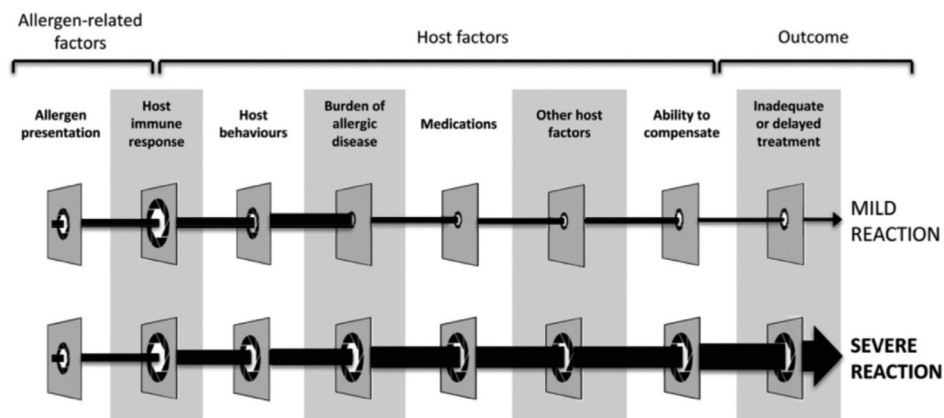 Allergen-related
factors
Host factors
Outcome
Allergen
presentation
Host
immune
response
Host
behaviours
Burden of
allergic
disease
Medications
Other host
factors
Ability to
compensate
Inadequate
or delayed
treatment
MILD
REACTION
SEVERE
REACTION